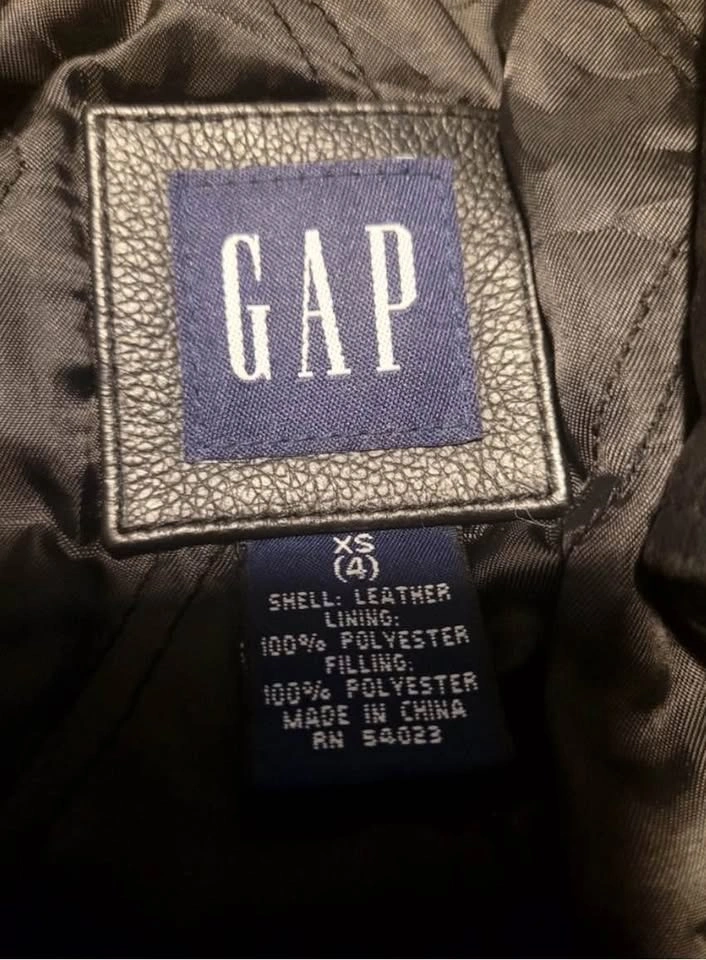 GAP
XS
(4)
SHELL: LEATHER
LINING:
100% POLYESTER
FILLING:
100% POLYESTER
MADE IN CHINA
RN 54023